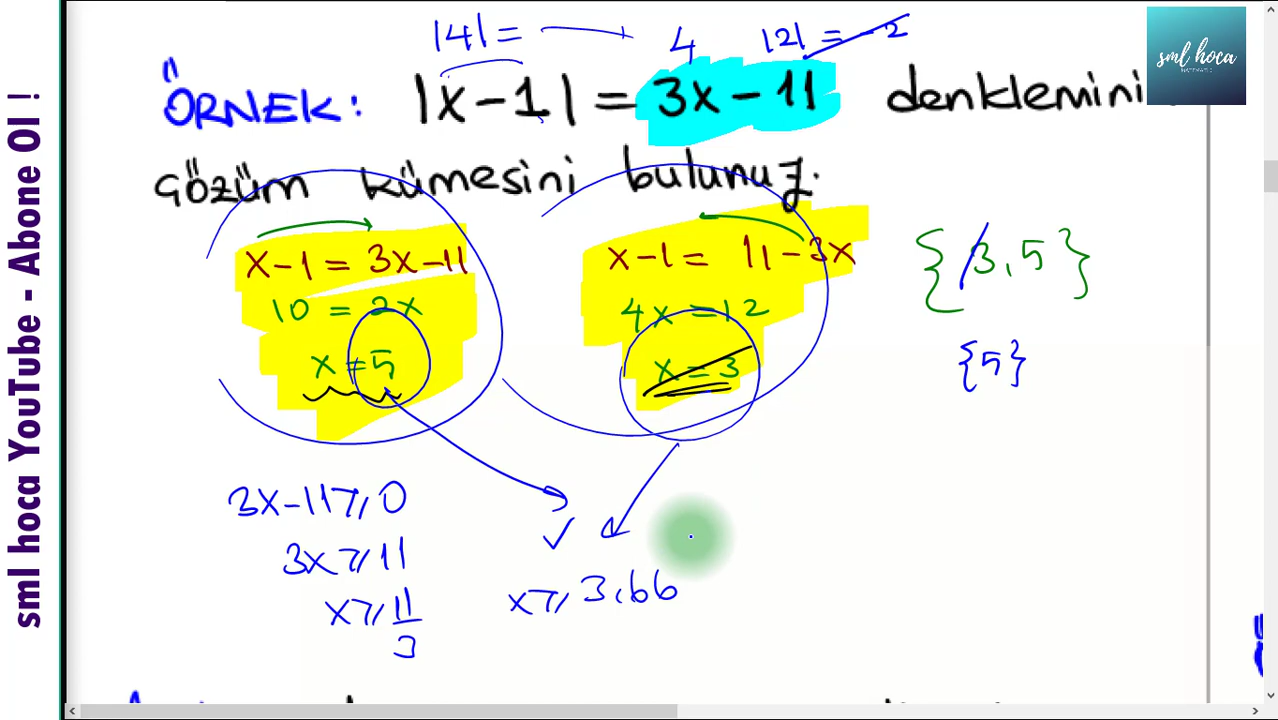 |4| = 4 |2| = -2
ÖRNEK: |x-1| = 3x-11 denklemini
çözüm kümesini bulunuz.
x-1 = 3x-11
10 = 2x
x = 5
x-1 = 11-3x
4x = 12
x = 3
{3, 5}
{5}
3x-11 ≥ 0
3x ≥ 11
x ≥ 11/3
✓
x ≥ 3,66
sml hoca YouTube - Abone Ol !
sml hoca